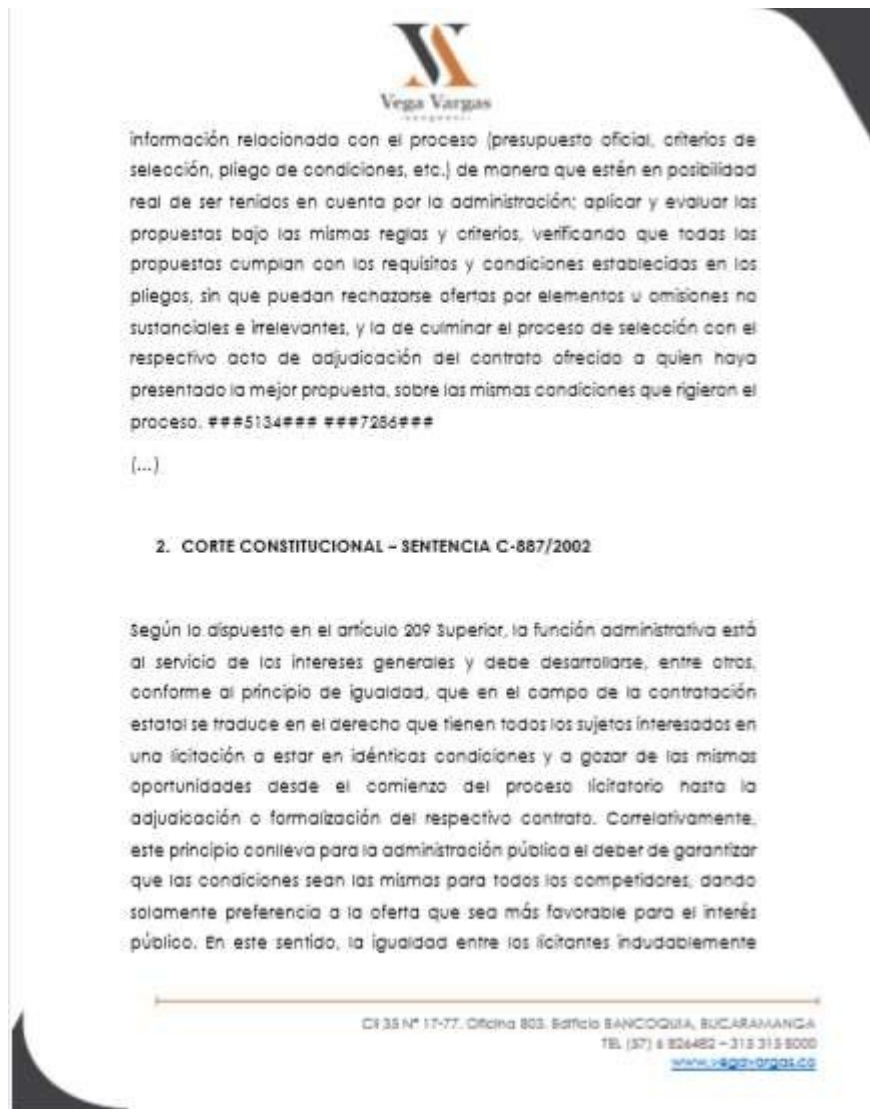 Vega Vargas
información relacionada con el proceso (presupuesto oficial, criterios de
selección, pliego de condiciones, etc.) de manera que estén en posibilidad
real de ser tenidos en cuenta por la administración; aplicar y evaluar las
propuestas bajo las mismas reglas y criterios, verificando que todas las
propuestas cumplan con los requisitos y condiciones establecidas en los
pliegos, sin que puedan rechazarse ofertas por elementos u omisiones no
sustanciales e irrelevantes, y la de culminar el proceso de selección con el
respectivo acto de adjudicación del contrato ofrecido a quien haya
presentado la mejor propuesta, sobre las mismas condiciones que rigieron el
proceso. ###5134### ###7286###
(...)
2. CORTE CONSTITUCIONAL – SENTENCIA C-887/2002
Según lo dispuesto en el artículo 209 Superior, la función administrativa está
al servicio de los intereses generales y debe desarrollarse, entre otros,
conforme al principio de igualdad, que en el campo de la contratación
estatal se traduce en el derecho que tienen todos los sujetos interesados en
una licitación a estar en idénticas condiciones y a gozar de las mismas
oportunidades desde el comienzo del proceso licitatorio hasta la
adjudicación o formalización del respectivo contrato. Correlativamente,
este principio conlleva para la administración pública el deber de garantizar
que las condiciones sean las mismas para todos los competidores, dando
solamente preferencia a la oferta que sea más favorable para el interés
público. En este sentido, la igualdad entre los licitantes indudablemente
Cll 35 N° 17-77. Oficina 803. Edificio BANCOQUIA, BUCARAMANGA
TEL (57) 6 826482 – 313 313 8000
www.vegavargas.co